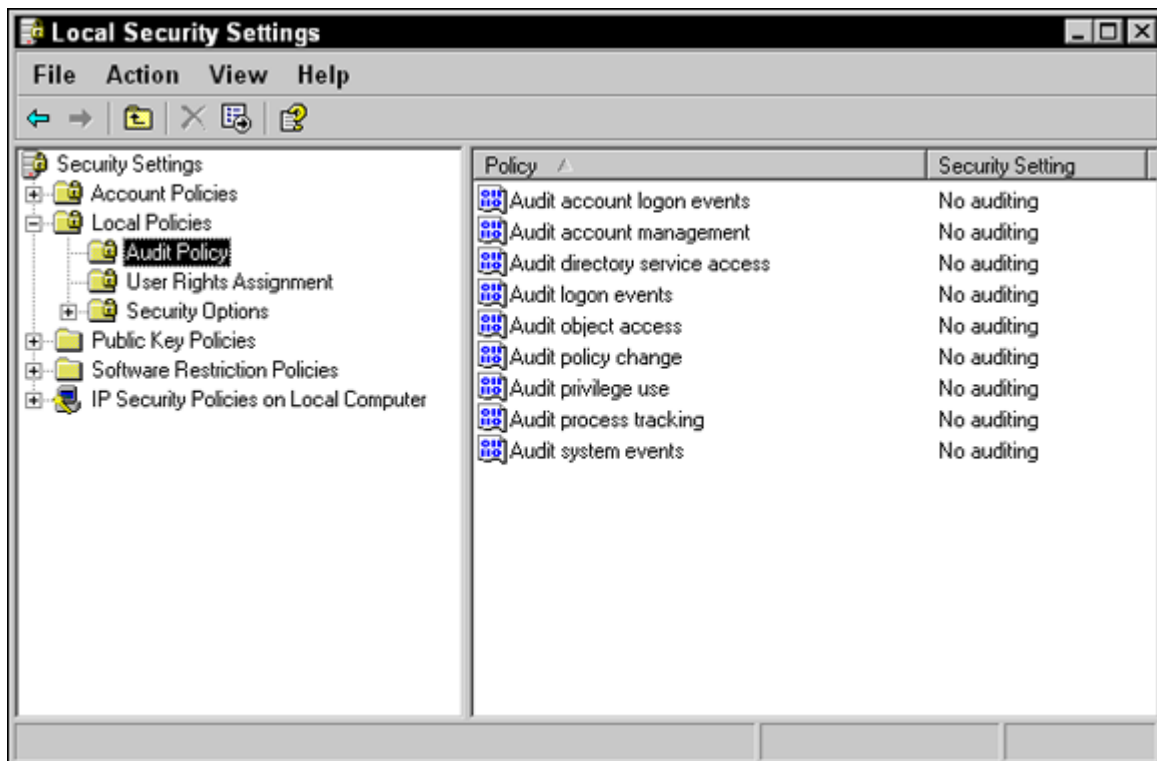 Local Security Settings
File Action View Help
Security Settings
Account Policies
Local Policies
Audit Policy
User Rights Assignment
Security Options
Public Key Policies
Software Restriction Policies
IP Security Policies on Local Computer
Policy Security Setting
Audit account logon events No auditing
Audit account management No auditing
Audit directory service access No auditing
Audit logon events No auditing
Audit object access No auditing
Audit policy change No auditing
Audit privilege use No auditing
Audit process tracking No auditing
Audit system events No auditing